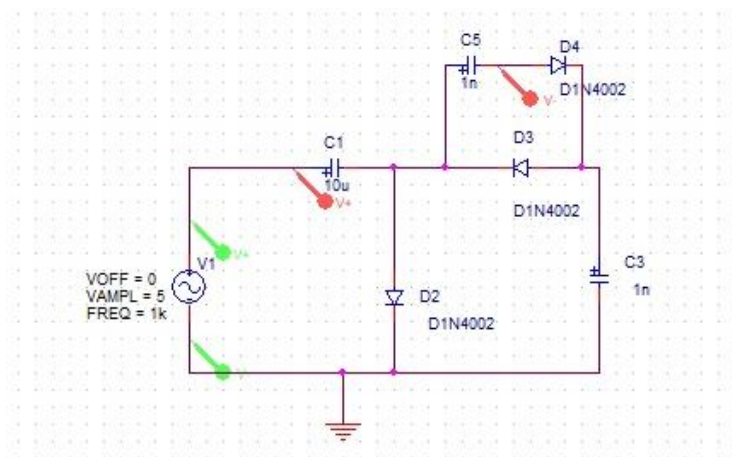 C5
D4
1n
V-
D1N4002
C1
D3
10u
V+
D1N4002
V+
V1
C3
VOFF = 0
VAMPL = 5
FREQ = 1k
D2
1n
D1N4002
V-